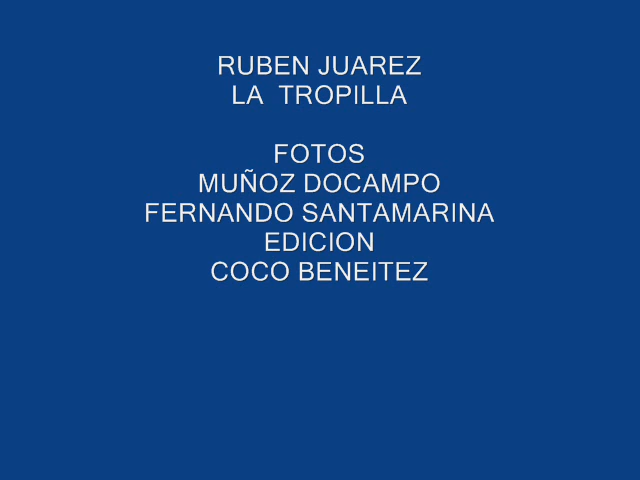 RUBEN JUAREZ
LA  TROPILLA
FOTOS
MUÑOZ DOCAMPO
FERNANDO SANTAMARINA
EDICION
COCO BENEITEZ